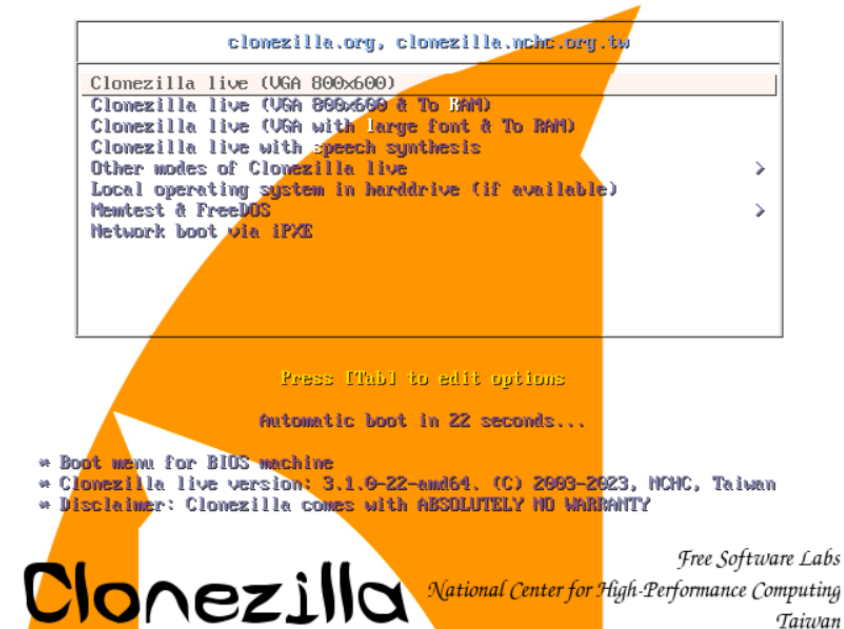 clonezilla.org, clonezilla.nchc.org.tw
Clonezilla live (VGA 800x600)
Clonezilla live (VGA 800x600 & To RAM)
Clonezilla live (VGA with large font & To RAM)
Clonezilla live with speech synthesis
Other modes of Clonezilla live >
Local operating system in harddrive (if available)
Memtest & FreeDOS >
Network boot via iPXE
Press [Tab] to edit options
Automatic boot in 22 seconds...
* Boot menu for BIOS machine
* Clonezilla live version: 3.1.0-22-amd64. (C) 2003-2023, NCHC, Taiwan
* Disclaimer: Clonezilla comes with ABSOLUTELY NO WARRANTY
Clonezilla
Free Software Labs
National Center for High-Performance Computing
Taiwan